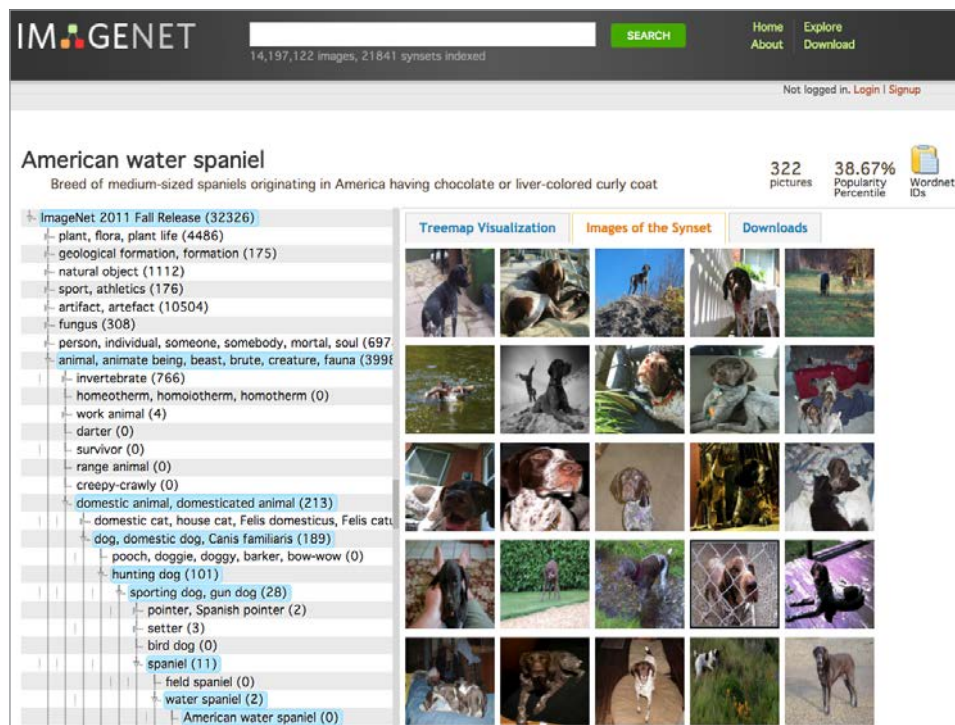 IMAGENET
SEARCH
14,197,122 images, 21841 synsets indexed
Home Explore
About Download
Not logged in. Login | Signup
American water spaniel
Breed of medium-sized spaniels originating in America having chocolate or liver-colored curly coat
322
pictures
38.67%
Popularity
Percentile
Wordnet
IDs
ImageNet 2011 Fall Release (32326)
plant, flora, plant life (4486)
geological formation, formation (175)
natural object (1112)
sport, athletics (176)
artifact, artefact (10504)
fungus (308)
person, individual, someone, somebody, mortal, soul (697
animal, animate being, beast, brute, creature, fauna (3998
invertebrate (766)
homeotherm, homoiotherm, homotherm (0)
work animal (4)
darter (0)
survivor (0)
range animal (0)
creepy-crawly (0)
domestic animal, domesticated animal (213)
domestic cat, house cat, Felis domesticus, Felis catu
dog, domestic dog, Canis familiaris (189)
pooch, doggie, doggy, barker, bow-wow (0)
hunting dog (101)
sporting dog, gun dog (28)
pointer, Spanish pointer (2)
setter (3)
bird dog (0)
spaniel (11)
field spaniel (0)
water spaniel (2)
American water spaniel (0)
Treemap Visualization
Images of the Synset
Downloads